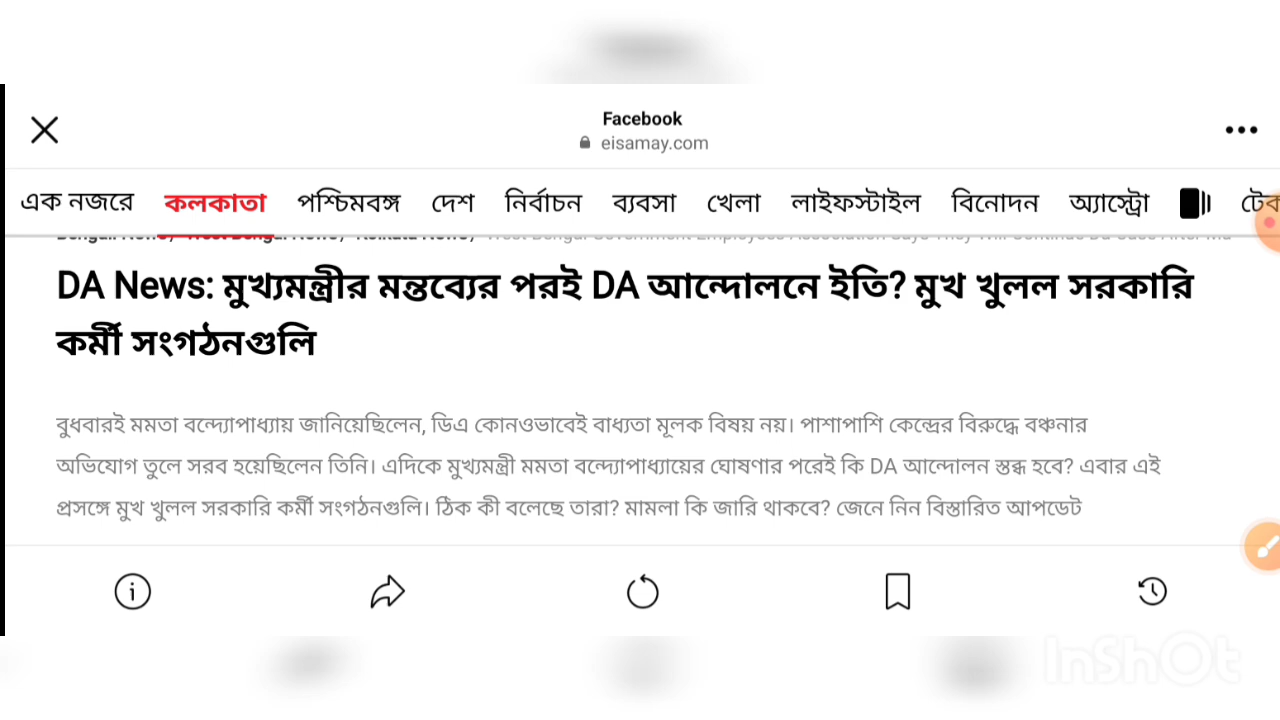 Facebook
eisamay.com
এক নজরে কলকাতা পশ্চিমবঙ্গ দেশ নির্বাচন ব্যবসা খেলা লাইফস্টাইল বিনোদন অ্যাস্ট্রো
DA News: মুখ্যমন্ত্রীর মন্তব্যের পরই DA আন্দোলনে ইতি? মুখ খুলল সরকারি
কর্মী সংগঠনগুলি
বুধবারই মমতা বন্দ্যোপাধ্যায় জানিয়েছিলেন, ডিএ কোনওভাবেই বাধ্যতা মূলক বিষয় নয়। পাশাপাশি কেন্দ্রের বিরুদ্ধে বঞ্চনার
অভিযোগ তুলে সরব হয়েছিলেন তিনি। এদিকে মুখ্যমন্ত্রী মমতা বন্দ্যোপাধ্যায়ের ঘোষণার পরেই কি DA আন্দোলন স্তব্ধ হবে? এবার এই
প্রসঙ্গে মুখ খুলল সরকারি কর্মী সংগঠনগুলি। ঠিক কী বলেছে তারা? মামলা কি জারি থাকবে? জেনে নিন বিস্তারিত আপডেট
InShOt